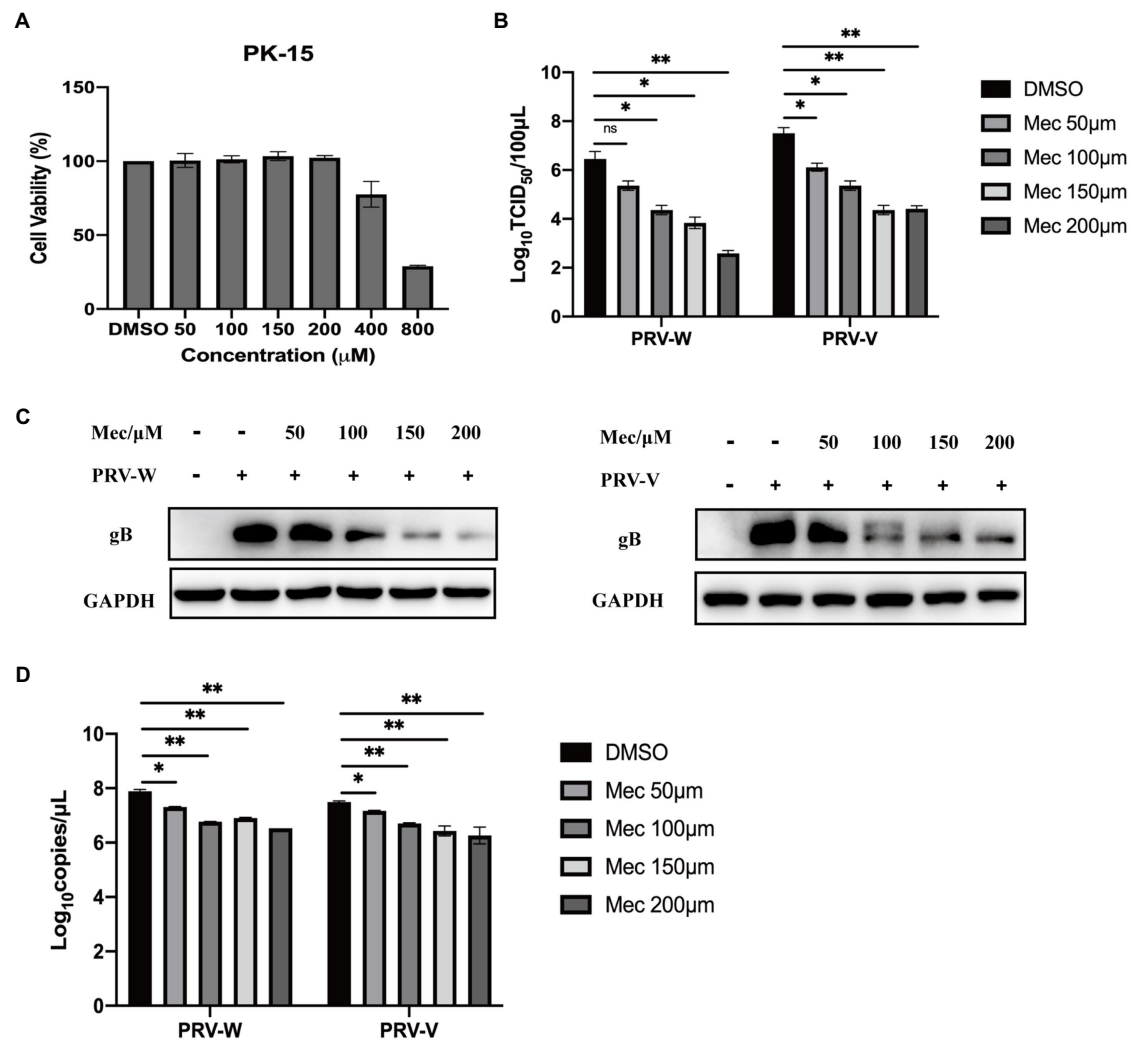 A
PK-15
150
100
50
0
Cell Vability (%)
DMSO 50 100 150 200 400 800
Concentration (μM)
B
10
8
6
4
2
0
Log10TCID50/100μL
ns * * **
* * ** **
PRV-W PRV-V
DMSO
Mec 50μm
Mec 100μm
Mec 150μm
Mec 200μm
C
Mec/μM - - 50 100 150 200
PRV-W - + + + + +
gB
GAPDH
Mec/μM - - 50 100 150 200
PRV-V - + + + + +
gB
GAPDH
D
10
8
6
4
2
0
Log10copies/μL
* ** ** **
* ** ** **
PRV-W PRV-V
DMSO
Mec 50μm
Mec 100μm
Mec 150μm
Mec 200μm